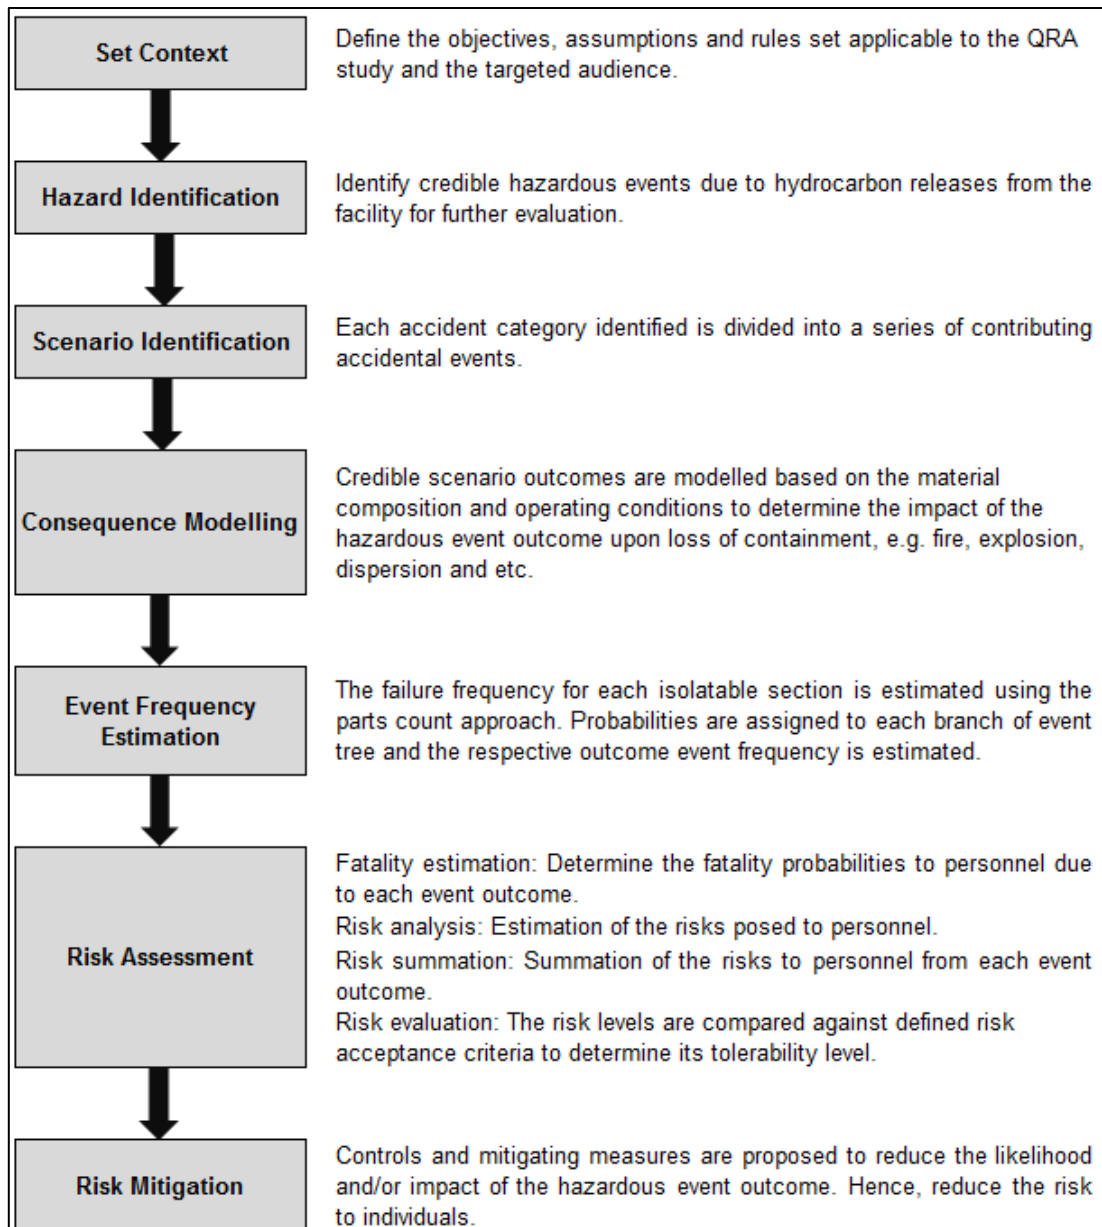 Set Context
Define the objectives, assumptions and rules set applicable to the QRA
study and the targeted audience.
Hazard Identification
Identify credible hazardous events due to hydrocarbon releases from the
facility for further evaluation.
Scenario Identification
Each accident category identified is divided into a series of contributing
accidental events.
Consequence Modelling
Credible scenario outcomes are modelled based on the material
composition and operating conditions to determine the impact of the
hazardous event outcome upon loss of containment, e.g. fire, explosion,
dispersion and etc.
Event Frequency
Estimation
The failure frequency for each isolatable section is estimated using the
parts count approach. Probabilities are assigned to each branch of event
tree and the respective outcome event frequency is estimated.
Risk Assessment
Fatality estimation: Determine the fatality probabilities to personnel due
to each event outcome.
Risk analysis: Estimation of the risks posed to personnel.
Risk summation: Summation of the risks to personnel from each event
outcome.
Risk evaluation: The risk levels are compared against defined risk
acceptance criteria to determine its tolerability level.
Risk Mitigation
Controls and mitigating measures are proposed to reduce the likelihood
and/or impact of the hazardous event outcome. Hence, reduce the risk
to individuals.